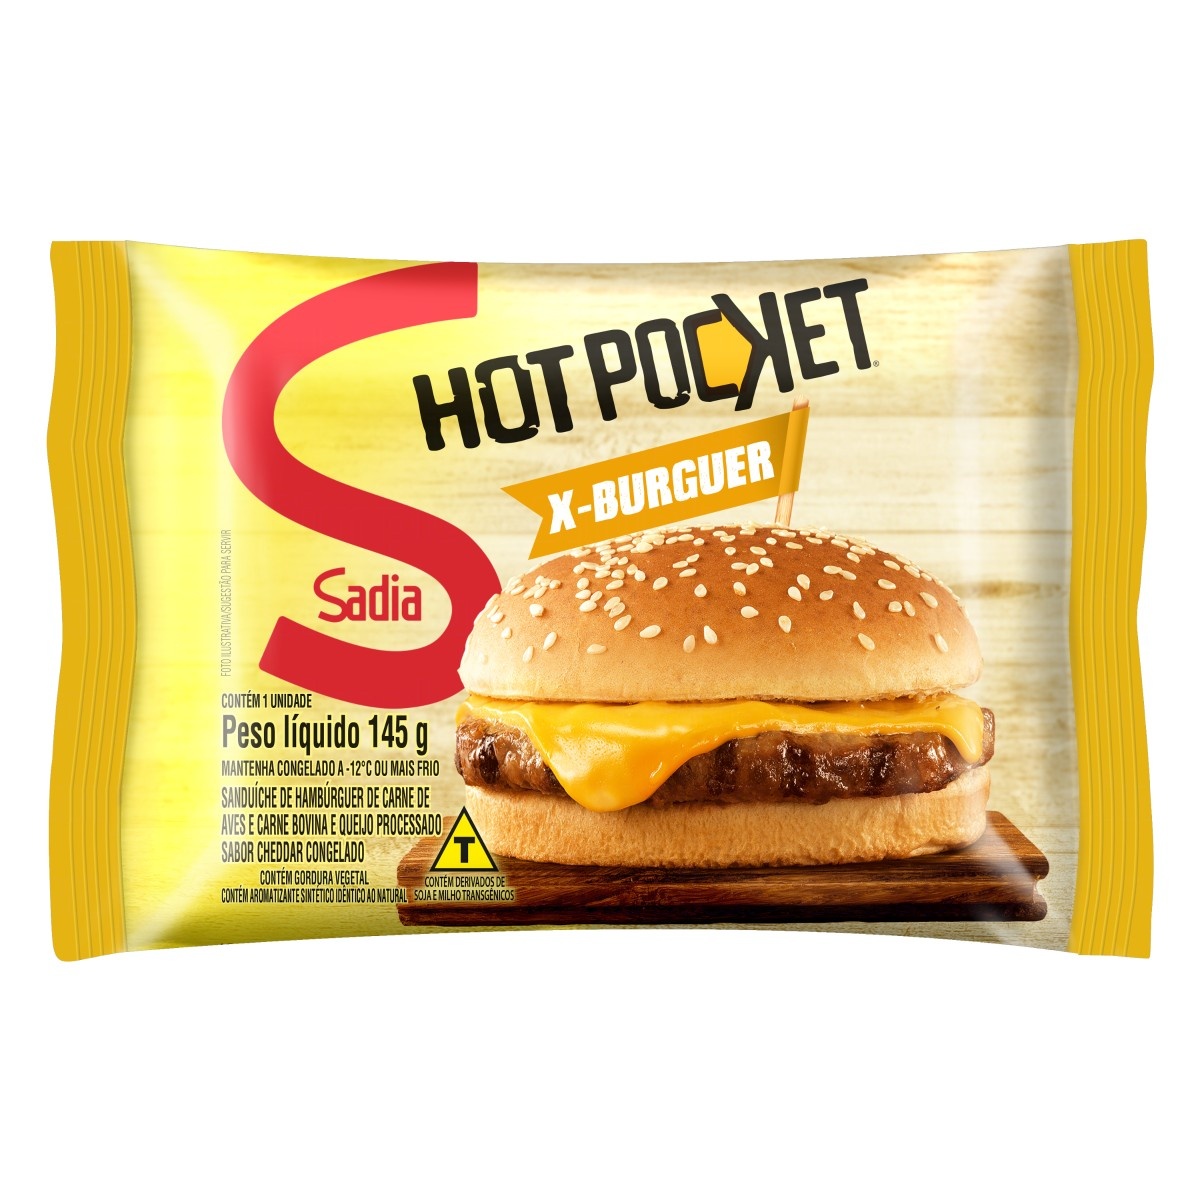 HOT POCKET®
X-BURGUER
Sadia
FOTO ILUSTRATIVA/SUGESTÃO PARA SERVIR
CONTÉM 1 UNIDADE
Peso líquido 145 g
MANTENHA CONGELADO A -12°C OU MAIS FRIO
SANDUÍCHE DE HAMBÚRGUER DE CARNE DE
AVES E CARNE BOVINA E QUEIJO PROCESSADO
SABOR CHEDDAR CONGELADO
CONTÉM GORDURA VEGETAL
CONTÉM AROMATIZANTE SINTÉTICO IDÊNTICO AO NATURAL
T
CONTÉM DERIVADOS DE
SOJA E MILHO TRANSGÊNICOS